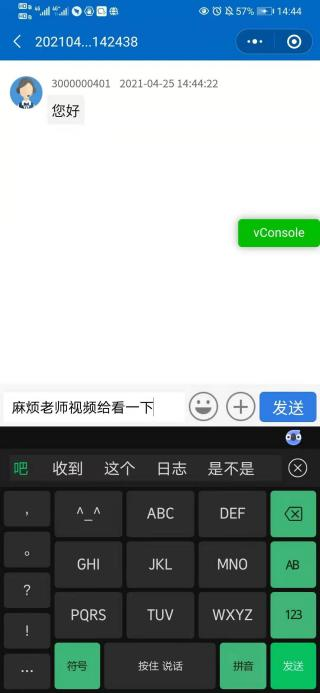 57% 14:44
202104...142438
3000000401 2021-04-25 14:44:22
您好
vConsole
麻烦老师视频给看一下
发送
吧 收到 这个 日志 是不是
， ^_^ ABC DEF
。 GHI JKL MNO AB
？ PQRS TUV WXYZ 123
！
... 符号 按住 说话 拼音 发送